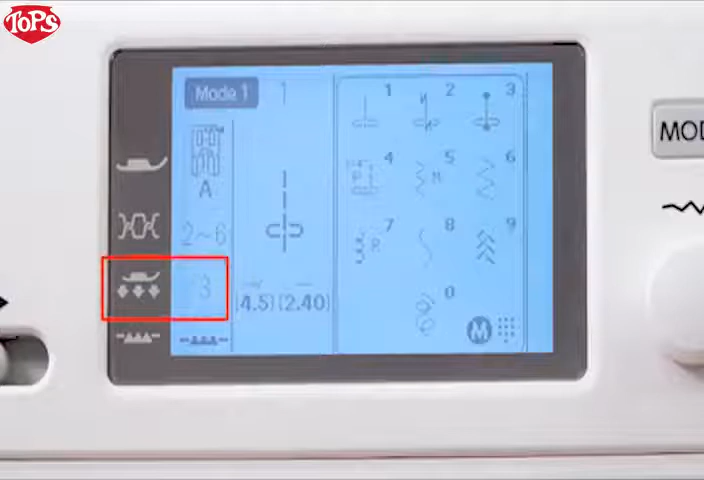 ToPS
Mode 1 1
1 2 3
A
4 5 M 6
2~6
7 R 8 9
3
(4.5) (2.40)
0
M
MOD